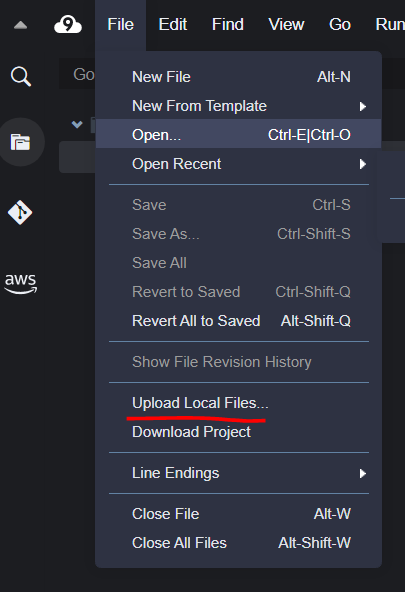 9 File Edit Find View Go Run
Go
New File Alt-N
New From Template
Open... Ctrl-E|Ctrl-O
Open Recent
Save Ctrl-S
Save As... Ctrl-Shift-S
Save All
Revert to Saved Ctrl-Shift-Q
Revert All to Saved Alt-Shift-Q
Show File Revision History
Upload Local Files...
Download Project
Line Endings
Close File Alt-W
Close All Files Alt-Shift-W
aws